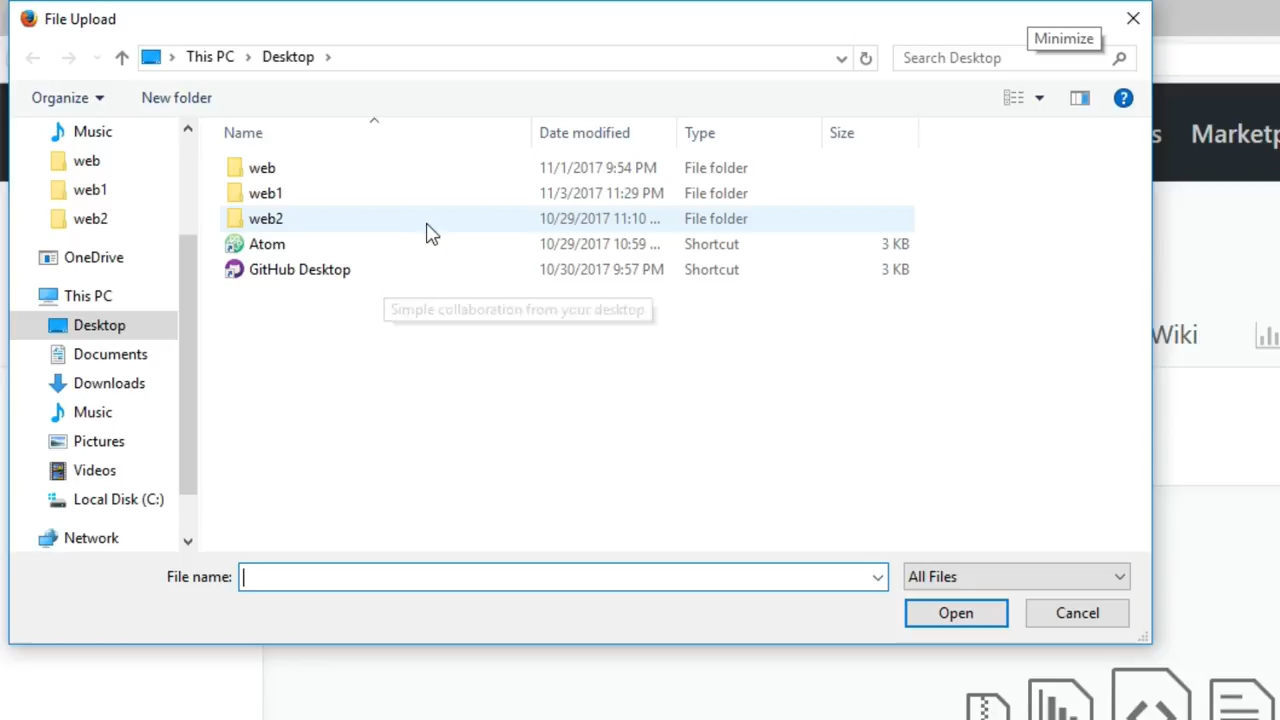 File Upload
Minimize
This PC
Desktop
Search Desktop
Organize
New folder
Music
web
web1
web2
OneDrive
This PC
Desktop
Documents
Downloads
Music
Pictures
Videos
Local Disk (C:)
Network
Name Date modified Type Size
web 11/1/2017 9:54 PM File folder
web1 11/3/2017 11:29 PM File folder
web2 10/29/2017 11:10 ... File folder
Atom 10/29/2017 10:59 ... Shortcut 3 KB
GitHub Desktop 10/30/2017 9:57 PM Shortcut 3 KB
Simple collaboration from your desktop
File name:
All Files
Open
Cancel
s Marketp
Wiki